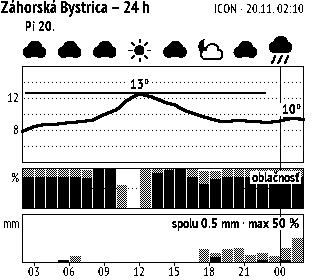 Záhorská Bystrica – 24 h
ICON - 20.11. 02:10
Pi 20.
13°
12
10°
8
%
oblačnosť
mm
spolu 0.5 mm · max 50 %
03 06 09 12 15 18 21 00